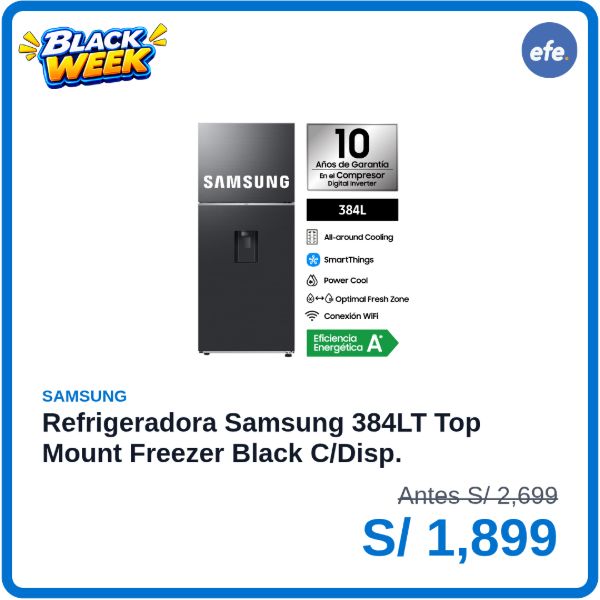 BLACK
WEEK
efe.
SAMSUNG
10
Años de Garantía
En el Compresor
Digital Inverter
384L
All-around Cooling
SmartThings
Power Cool
Optimal Fresh Zone
Conexión WiFi
Eficiencia
Energética A+
SAMSUNG
Refrigeradora Samsung 384LT Top
Mount Freezer Black C/Disp.
Antes S/ 2,699
S/ 1,899